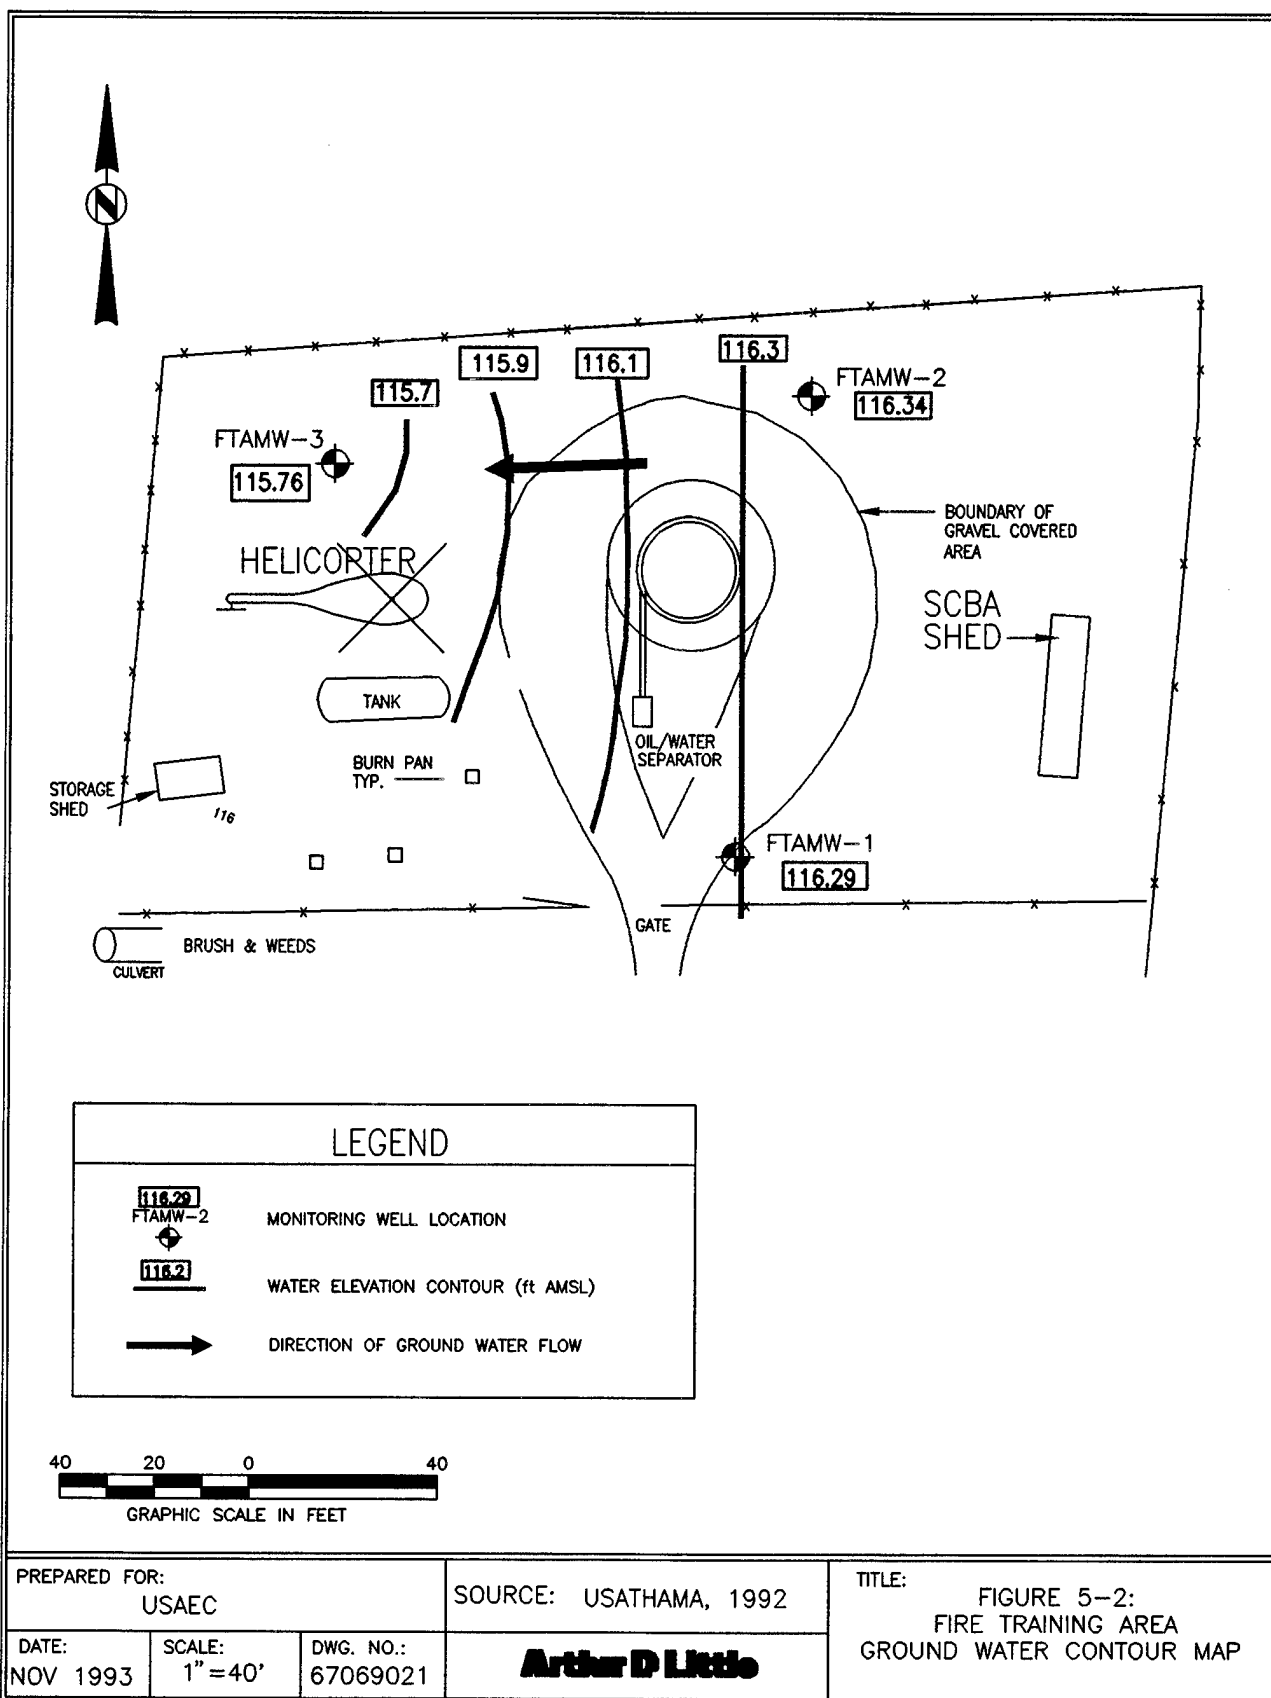 N
115.7
115.9
116.1
116.3
FTAMW-2
116.34
FTAMW-3
115.76
BOUNDARY OF
GRAVEL COVERED
AREA
HELICOPTER
SCBA
SHED
TANK
OIL/WATER
SEPARATOR
BURN PAN
TYP.
STORAGE
SHED
116
FTAMW-1
116.29
GATE
BRUSH & WEEDS
CULVERT
LEGEND
116.29
FTAMW-2
MONITORING WELL LOCATION
116.2
WATER ELEVATION CONTOUR (ft AMSL)
DIRECTION OF GROUND WATER FLOW
40 20 0 40
GRAPHIC SCALE IN FEET
PREPARED FOR:
USAEC
SOURCE: USATHAMA, 1992
TITLE:
FIGURE 5-2:
FIRE TRAINING AREA
GROUND WATER CONTOUR MAP
DATE:
NOV 1993
SCALE:
1"=40'
DWG. NO.:
67069021
Arthur D Little